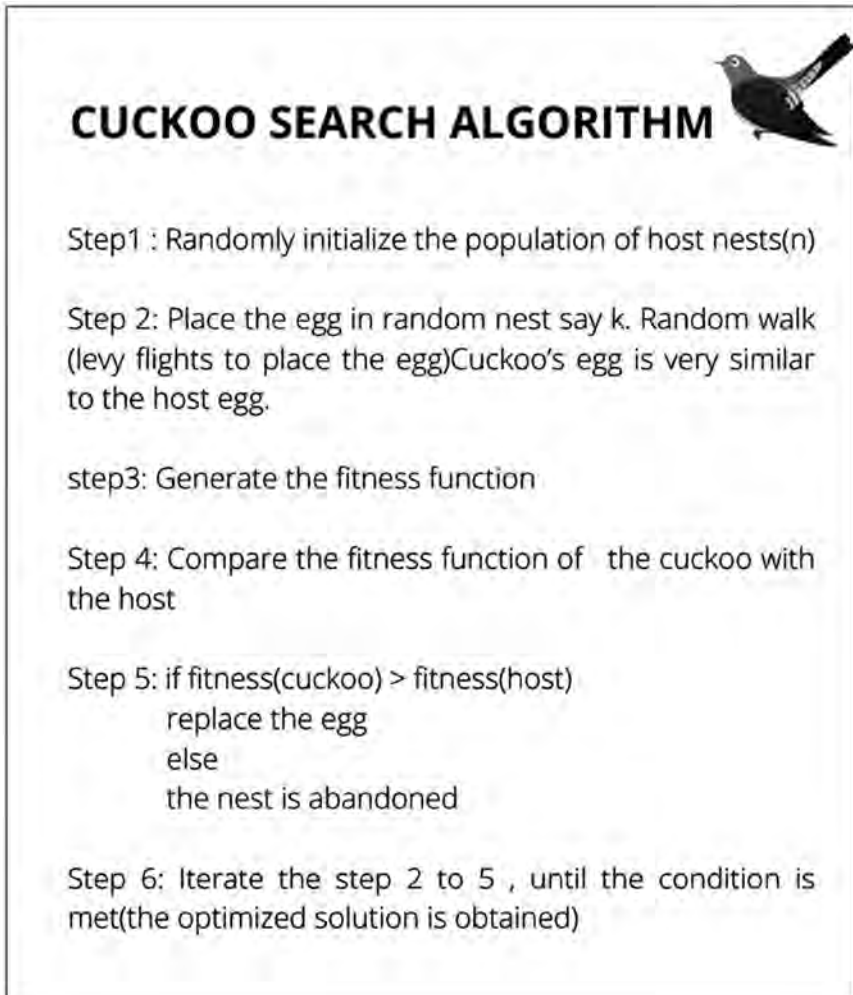 CUCKOO SEARCH ALGORITHM
Step1 : Randomly initialize the population of host nests(n)
Step 2: Place the egg in random nest say k. Random walk
(levy flights to place the egg)Cuckoo's egg is very similar
to the host egg.
step3: Generate the fitness function
Step 4: Compare the fitness function of the cuckoo with
the host
Step 5: if fitness(cuckoo) > fitness(host)
replace the egg
else
the nest is abandoned
Step 6: Iterate the step 2 to 5 , until the condition is
met(the optimized solution is obtained)